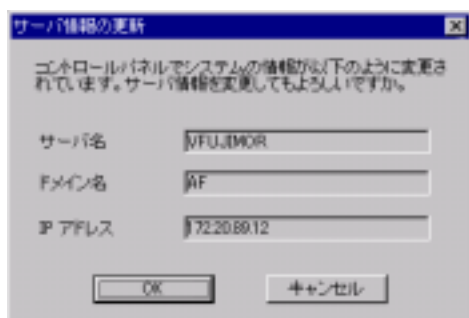 サーバ情報の更新
コントロールパネルでシステムの情報が以下のように変更さ
れています。サーバ情報を変更してもよろしいですか。
サーバ名 VFUJIMOR
ドメイン名 AF
IP アドレス 172.20.89.12
OK キャンセル